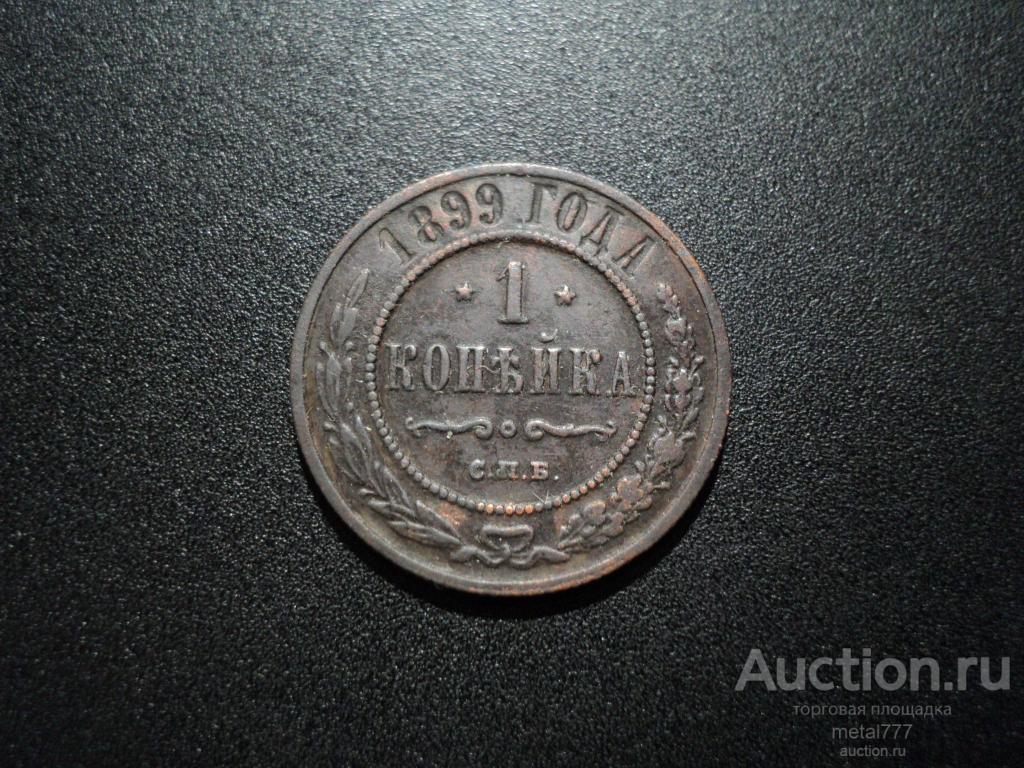 1899 ГОДА
1
КОПѢЙКА
С.П.Б.
Auction.ru
торговая площадка
metal777
auction.ru